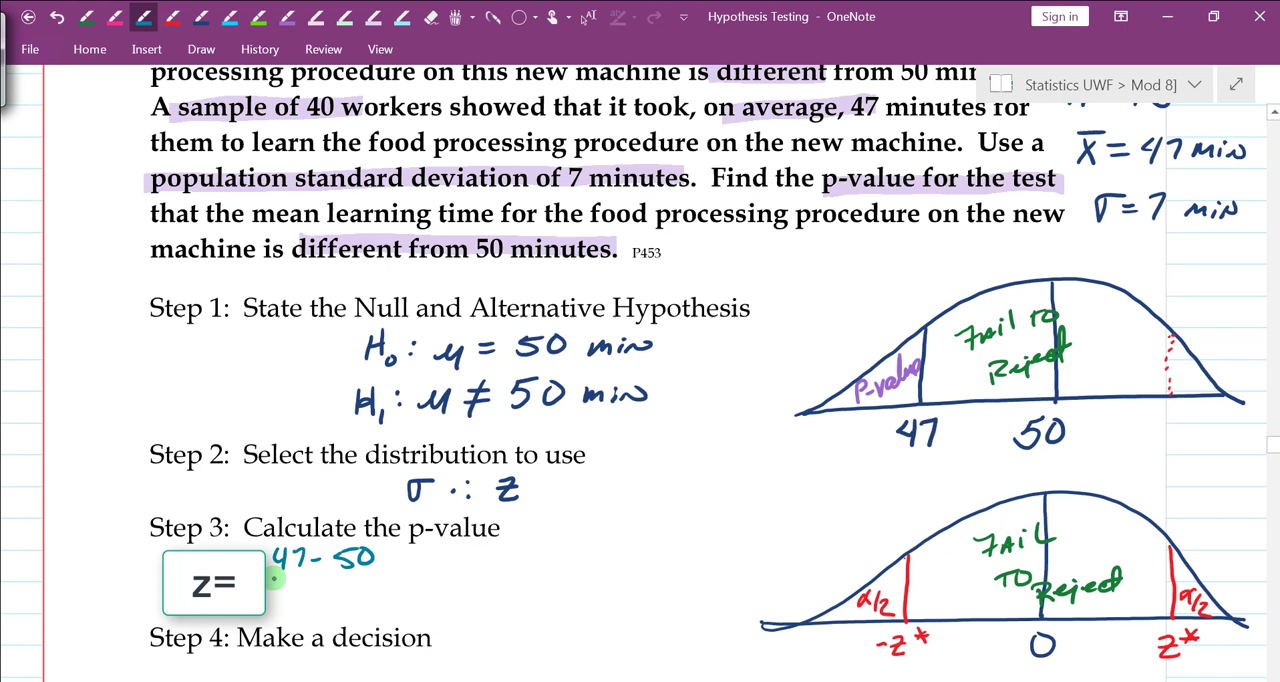 Hypothesis Testing - OneNote
Sign in
File Home Insert Draw History Review View
processing procedure on this new machine is different from 50 min
Statistics UWF > Mod 8]
A sample of 40 workers showed that it took, on average, 47 minutes for
them to learn the food processing procedure on the new machine. Use a
x̅ = 47 min
population standard deviation of 7 minutes. Find the p-value for the test
σ = 7 min
that the mean learning time for the food processing procedure on the new
machine is different from 50 minutes. P453
Step 1: State the Null and Alternative Hypothesis
H₀: μ = 50 min
H₁: μ ≠ 50 min
Fail to
Reject
P-value
47 50
Step 2: Select the distribution to use
σ ∴ z
Step 3: Calculate the p-value
47 - 50
z=
Step 4: Make a decision
Fail
to Reject
α/2 α/2
-z* 0 z*